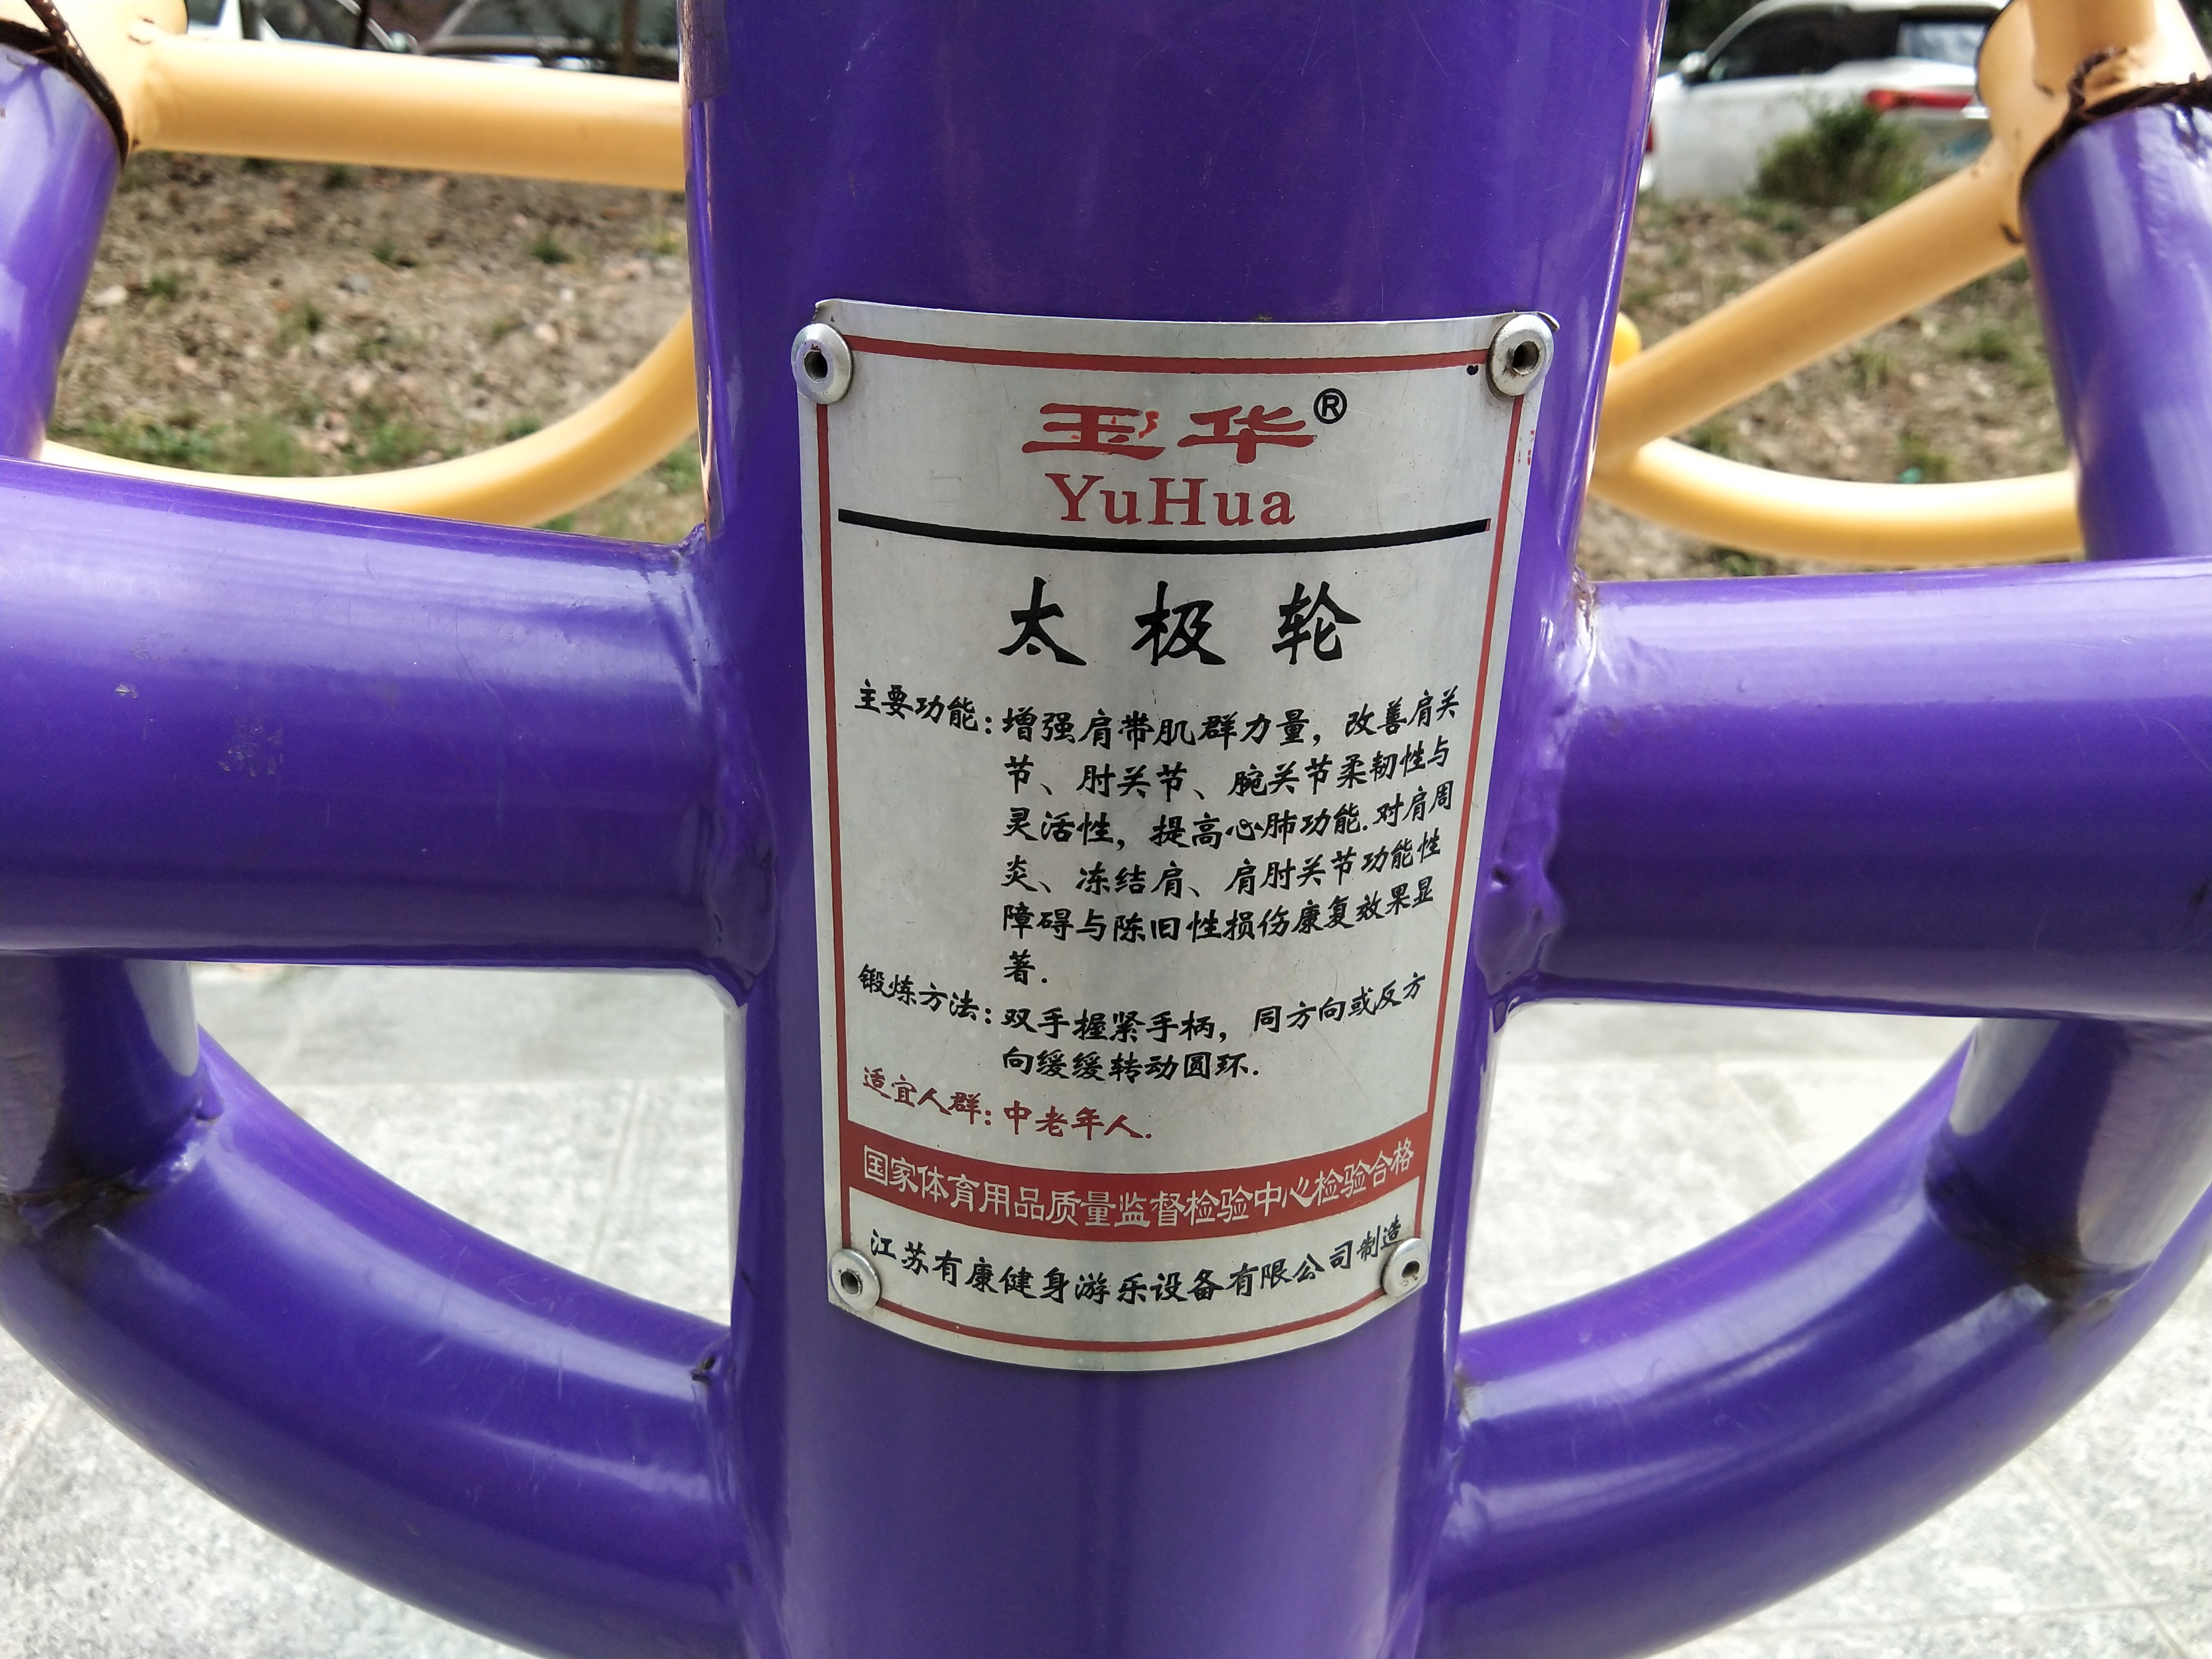 玉华®
YuHua
太极轮
主要功能:增强肩带肌群力量，改善肩关
节、肘关节、腕关节柔韧性与
灵活性，提高心肺功能.对肩周
炎、冻结肩、肩肘关节功能性
障碍与陈旧性损伤康复效果显
著.
锻炼方法:双手握紧手柄，同方向或反方
向缓缓转动圆环.
适宜人群:中老年人.
国家体育用品质量监督检验中心检验合格
江苏有康健身游乐设备有限公司制造